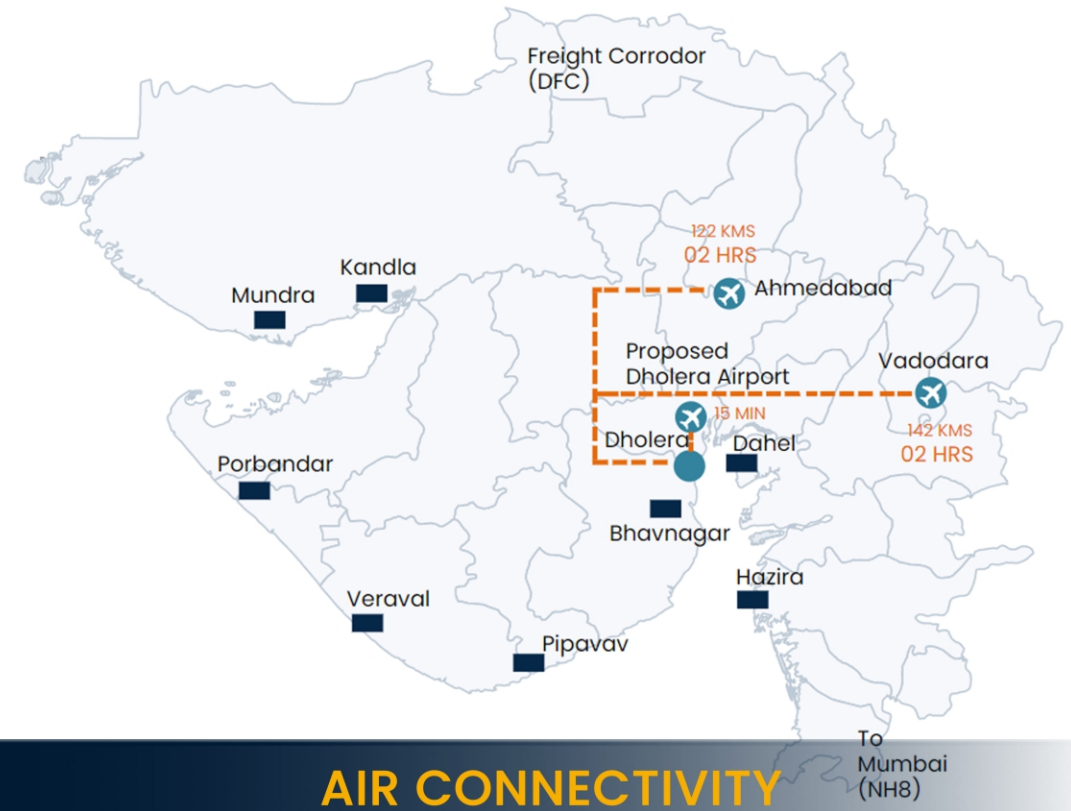 Freight Corrodor
(DFC)
122 KMS
02 HRS
Ahmedabad
Kandla
Mundra
Proposed
Dholera Airport
Vadodara
15 MIN
142 KMS
02 HRS
Dholera
Dahel
Porbandar
Bhavnagar
Hazira
Veraval
Pipavav
To
Mumbai
(NH8)
AIR CONNECTIVITY